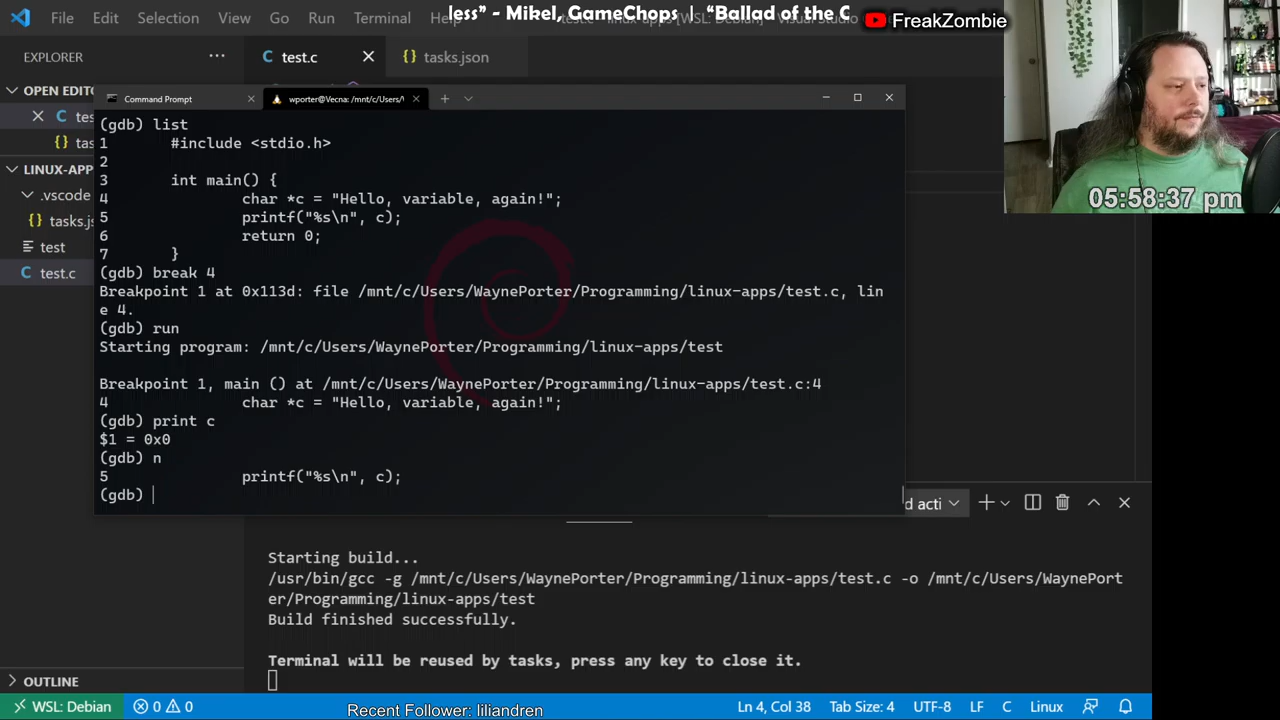 less” - Mikel, GameChops | “Ballad of the C
FreakZombie
File Edit Selection View Go Run Terminal
EXPLORER
test.c
tasks.json
OPEN EDITO
tes
tas
LINUX-APP
.vscode
tasks.js
test
test.c
Command Prompt
wporter@Vecna: /mnt/c/Users/
(gdb) list
1 #include <stdio.h>
2
3 int main() {
4 char *c = "Hello, variable, again!";
5 printf("%s\n", c);
6 return 0;
7 }
(gdb) break 4
Breakpoint 1 at 0x113d: file /mnt/c/Users/WaynePorter/Programming/linux-apps/test.c, lin
e 4.
(gdb) run
Starting program: /mnt/c/Users/WaynePorter/Programming/linux-apps/test
Breakpoint 1, main () at /mnt/c/Users/WaynePorter/Programming/linux-apps/test.c:4
4 char *c = "Hello, variable, again!";
(gdb) print c
$1 = 0x0
(gdb) n
5 printf("%s\n", c);
(gdb)
05:58:37 pm
d acti
Starting build...
/usr/bin/gcc -g /mnt/c/Users/WaynePorter/Programming/linux-apps/test.c -o /mnt/c/Users/WaynePort
er/Programming/linux-apps/test
Build finished successfully.
Terminal will be reused by tasks, press any key to close it.
OUTLINE
WSL: Debian 0 0 Ln 4, Col 38 Tab Size: 4 UTF-8 LF C Linux
Recent Follower: liliandren